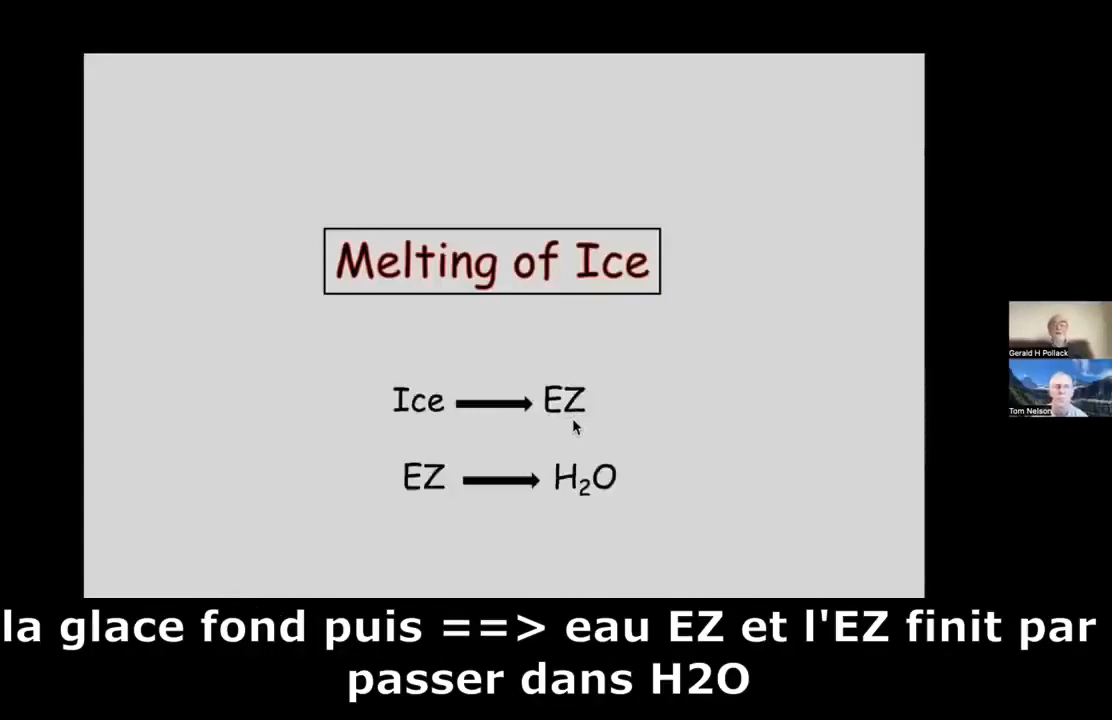 Melting of Ice
Ice → EZ
EZ → H₂O
Gerald H Pollack
Tom Nelson
la glace fond puis ==> eau EZ et l'EZ finit par
passer dans H2O